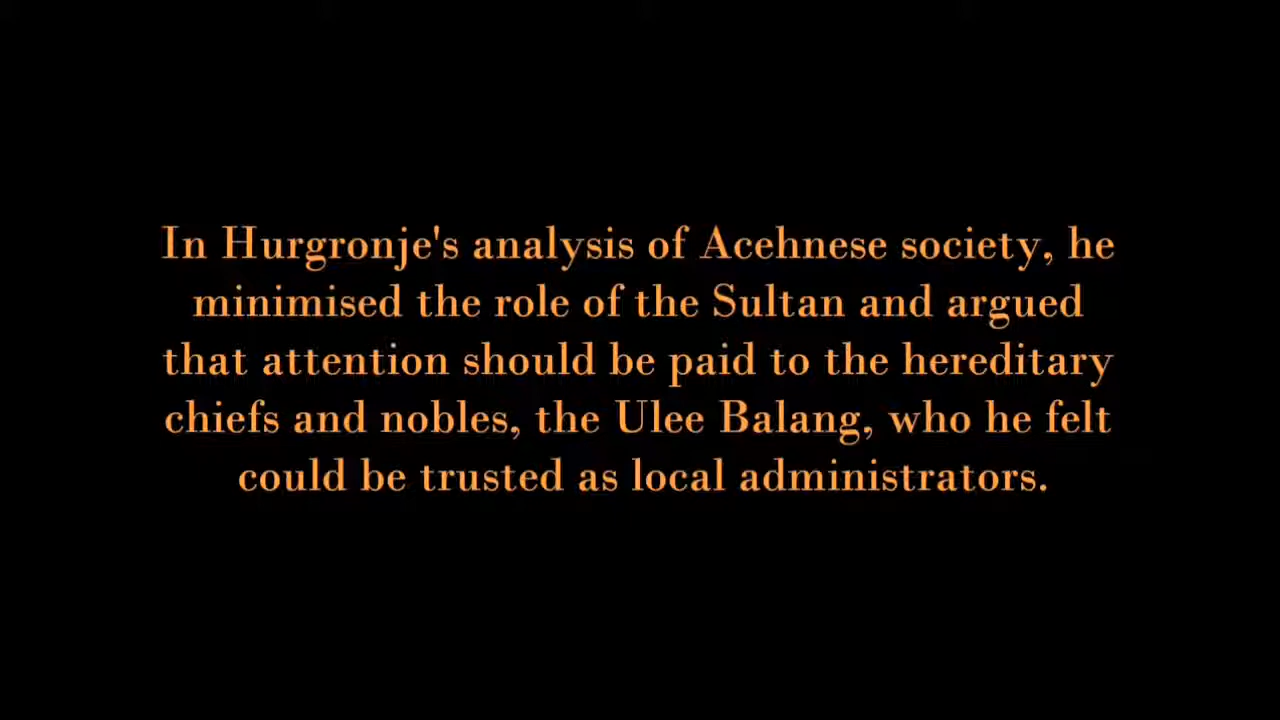 In Hurgronje's analysis of Acehnese society, he
minimised the role of the Sultan and argued
that attention should be paid to the hereditary
chiefs and nobles, the Ulee Balang, who he felt
could be trusted as local administrators.